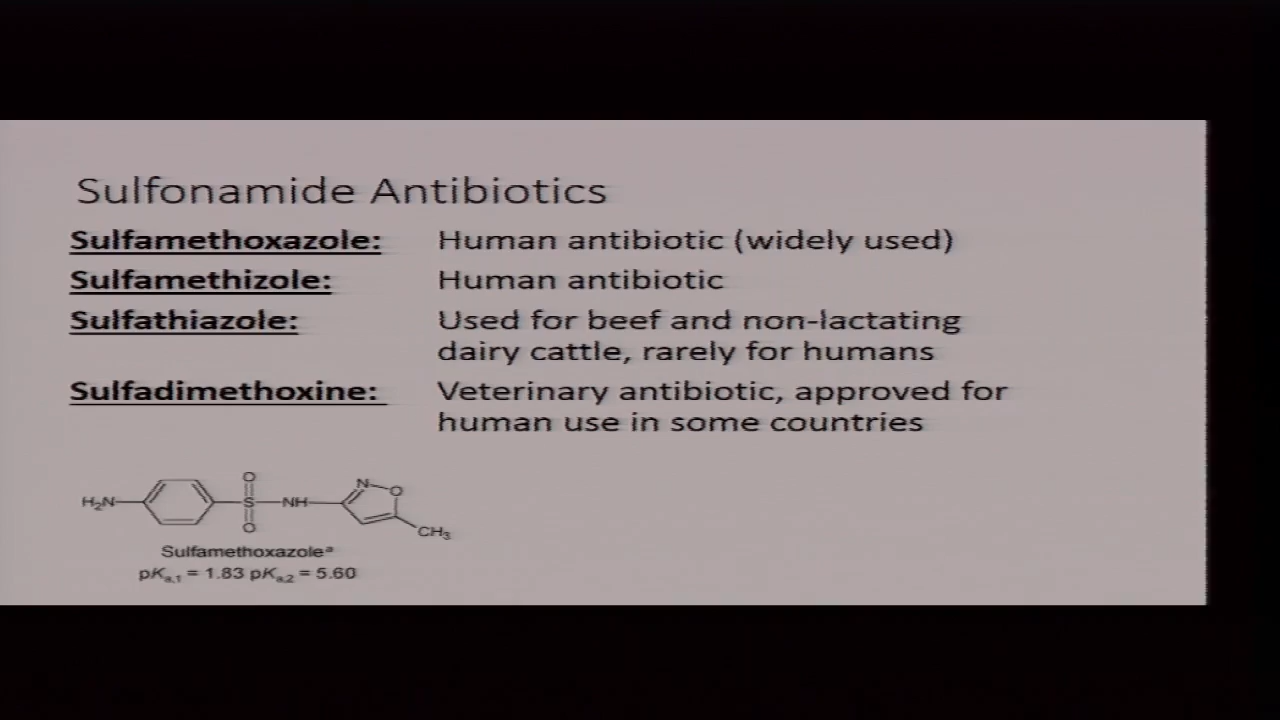 Sulfonamide Antibiotics
Sulfamethoxazole: Human antibiotic (widely used)
Sulfamethizole: Human antibiotic
Sulfathiazole: Used for beef and non-lactating
dairy cattle, rarely for humans
Sulfadimethoxine: Veterinary antibiotic, approved for
human use in some countries
H₂N S O O NH N O CH₃
Sulfamethoxazoleᵃ
pKa,1 = 1.83 pKa,2 = 5.60